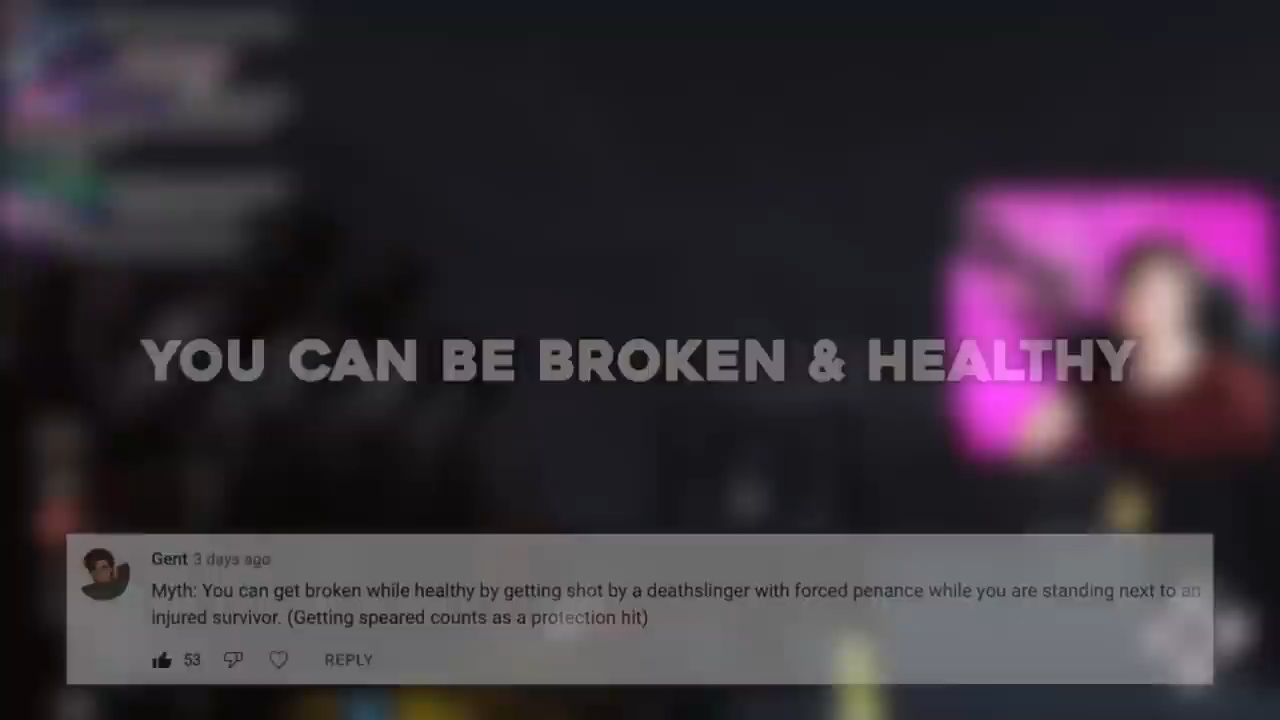 YOU CAN BE BROKEN & HEALTHY
Gent 3 days ago
Myth: You can get broken while healthy by getting shot by a deathslinger with forced penance while you are standing next to an
injured survivor. (Getting speared counts as a protection hit)
53 REPLY